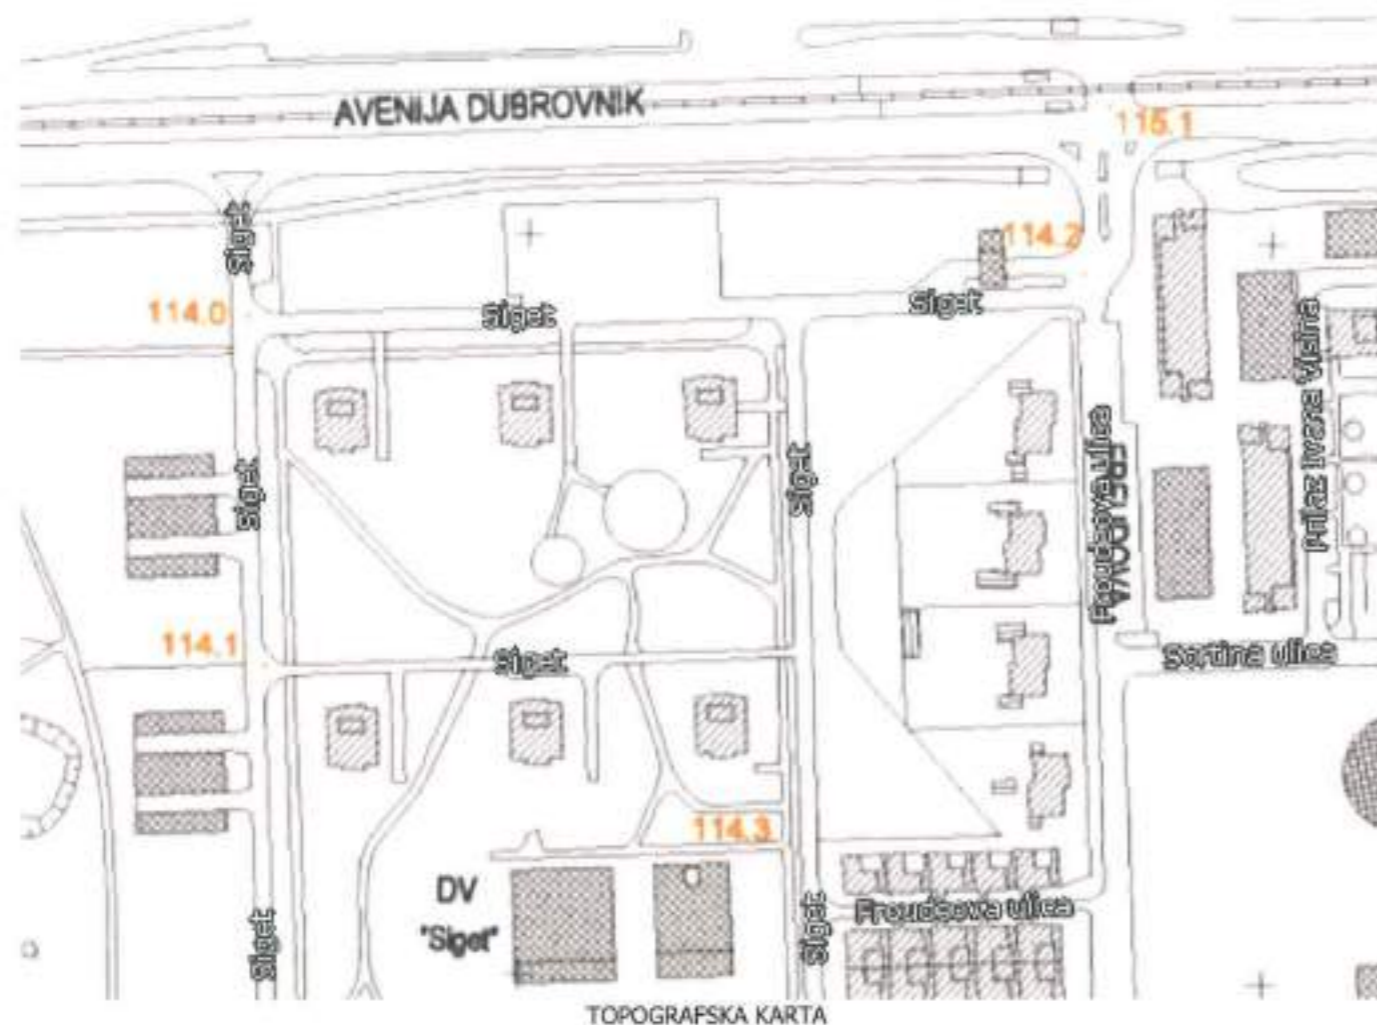 AVENIJA DUBROVNIK
115.1
Siget
114.2
114.0
Siget
Siget
Prilaz Ivana Visina
Siget
Siget
Froudeova ulica
FREUDOVA
114.1
Siget
Sortina ulica
114.3
DV
"Siget"
Siget
Siget
Froudeova ulica
TOPOGRAFSKA KARTA